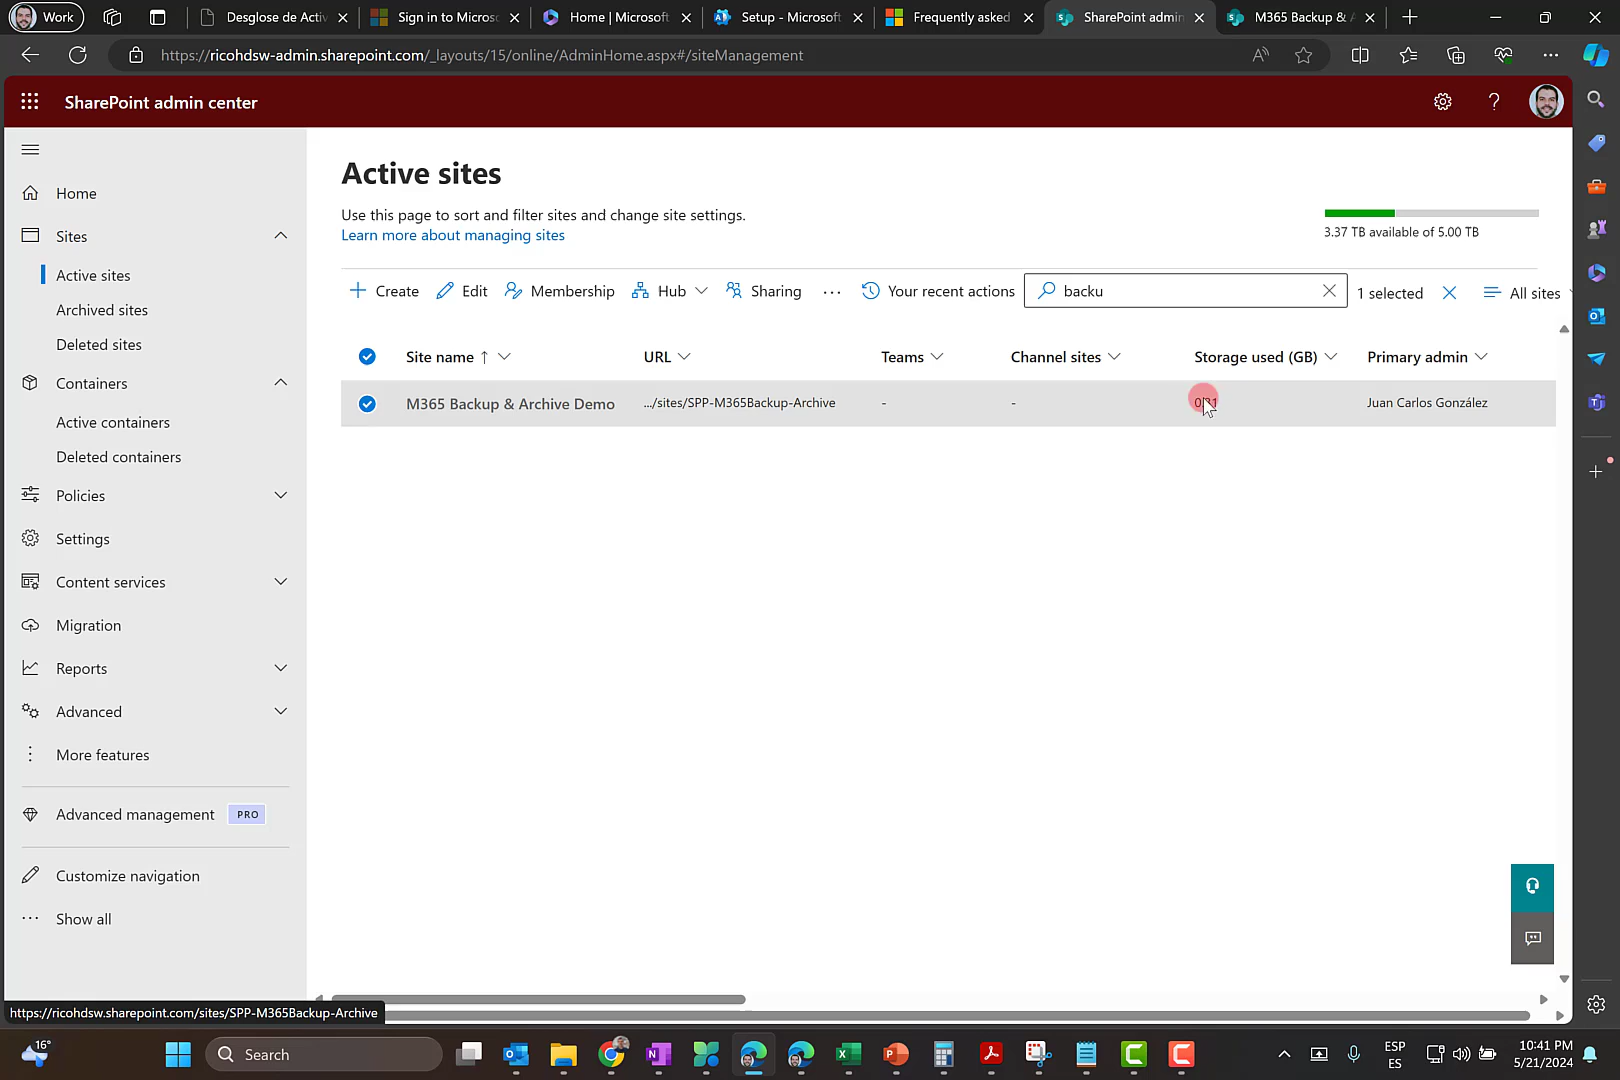 Work
Desglose de Activ
Sign in to Micros
Home | Microsoft
Setup - Microsoft
Frequently asked
SharePoint admin
M365 Backup & A
https://ricohdsw-admin.sharepoint.com/_layouts/15/online/AdminHome.aspx#/siteManagement
SharePoint admin center
Home
Sites
Active sites
Archived sites
Deleted sites
Containers
Active containers
Deleted containers
Policies
Settings
Content services
Migration
Reports
Advanced
More features
Advanced management PRO
Customize navigation
Show all
Active sites
Use this page to sort and filter sites and change site settings.
Learn more about managing sites
3.37 TB available of 5.00 TB
Create Edit Membership Hub Sharing ... Your recent actions backu 1 selected All sites
Site name ↑ URL Teams Channel sites Storage used (GB) Primary admin
M365 Backup & Archive Demo .../sites/SPP-M365Backup-Archive - - Juan Carlos González
https://ricohdsw.sharepoint.com/sites/SPP-M365Backup-Archive
16°
Search
ESP
ES
10:41 PM
5/21/2024